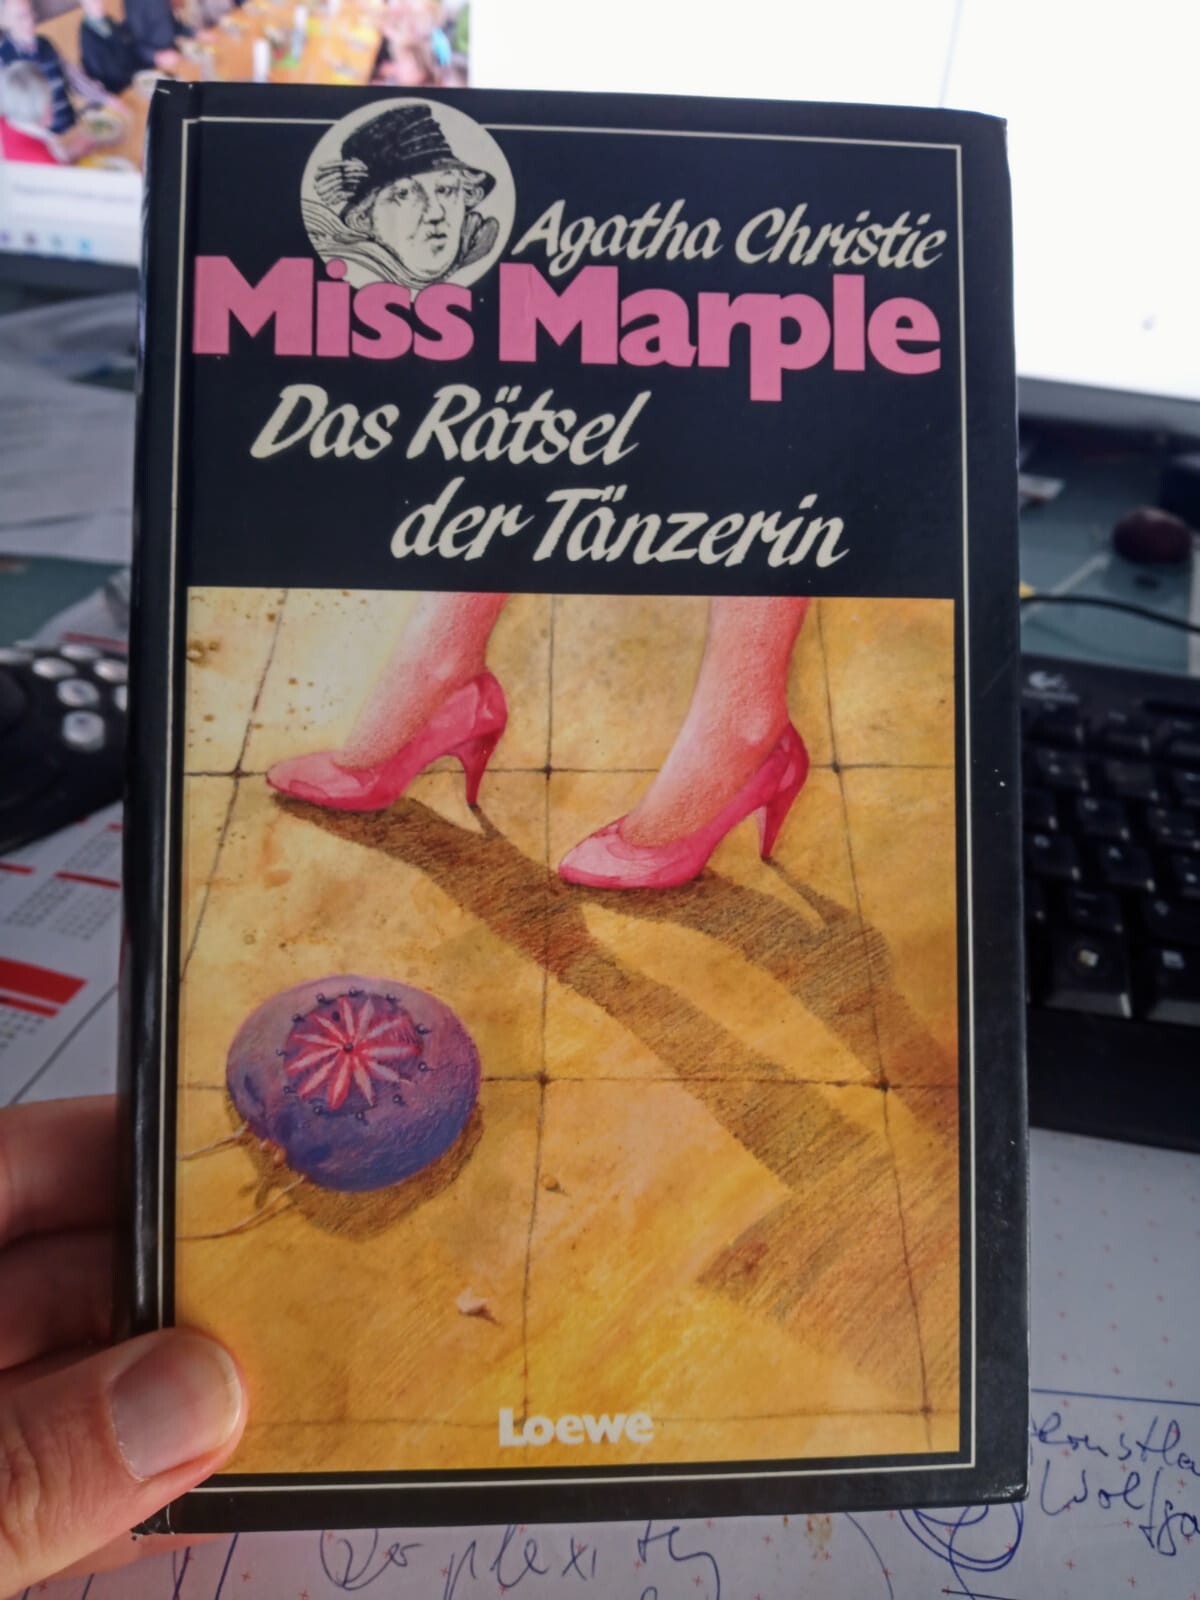 Agatha Christie
Miss Marple
Das Rätsel
der Tänzerin
Loewe